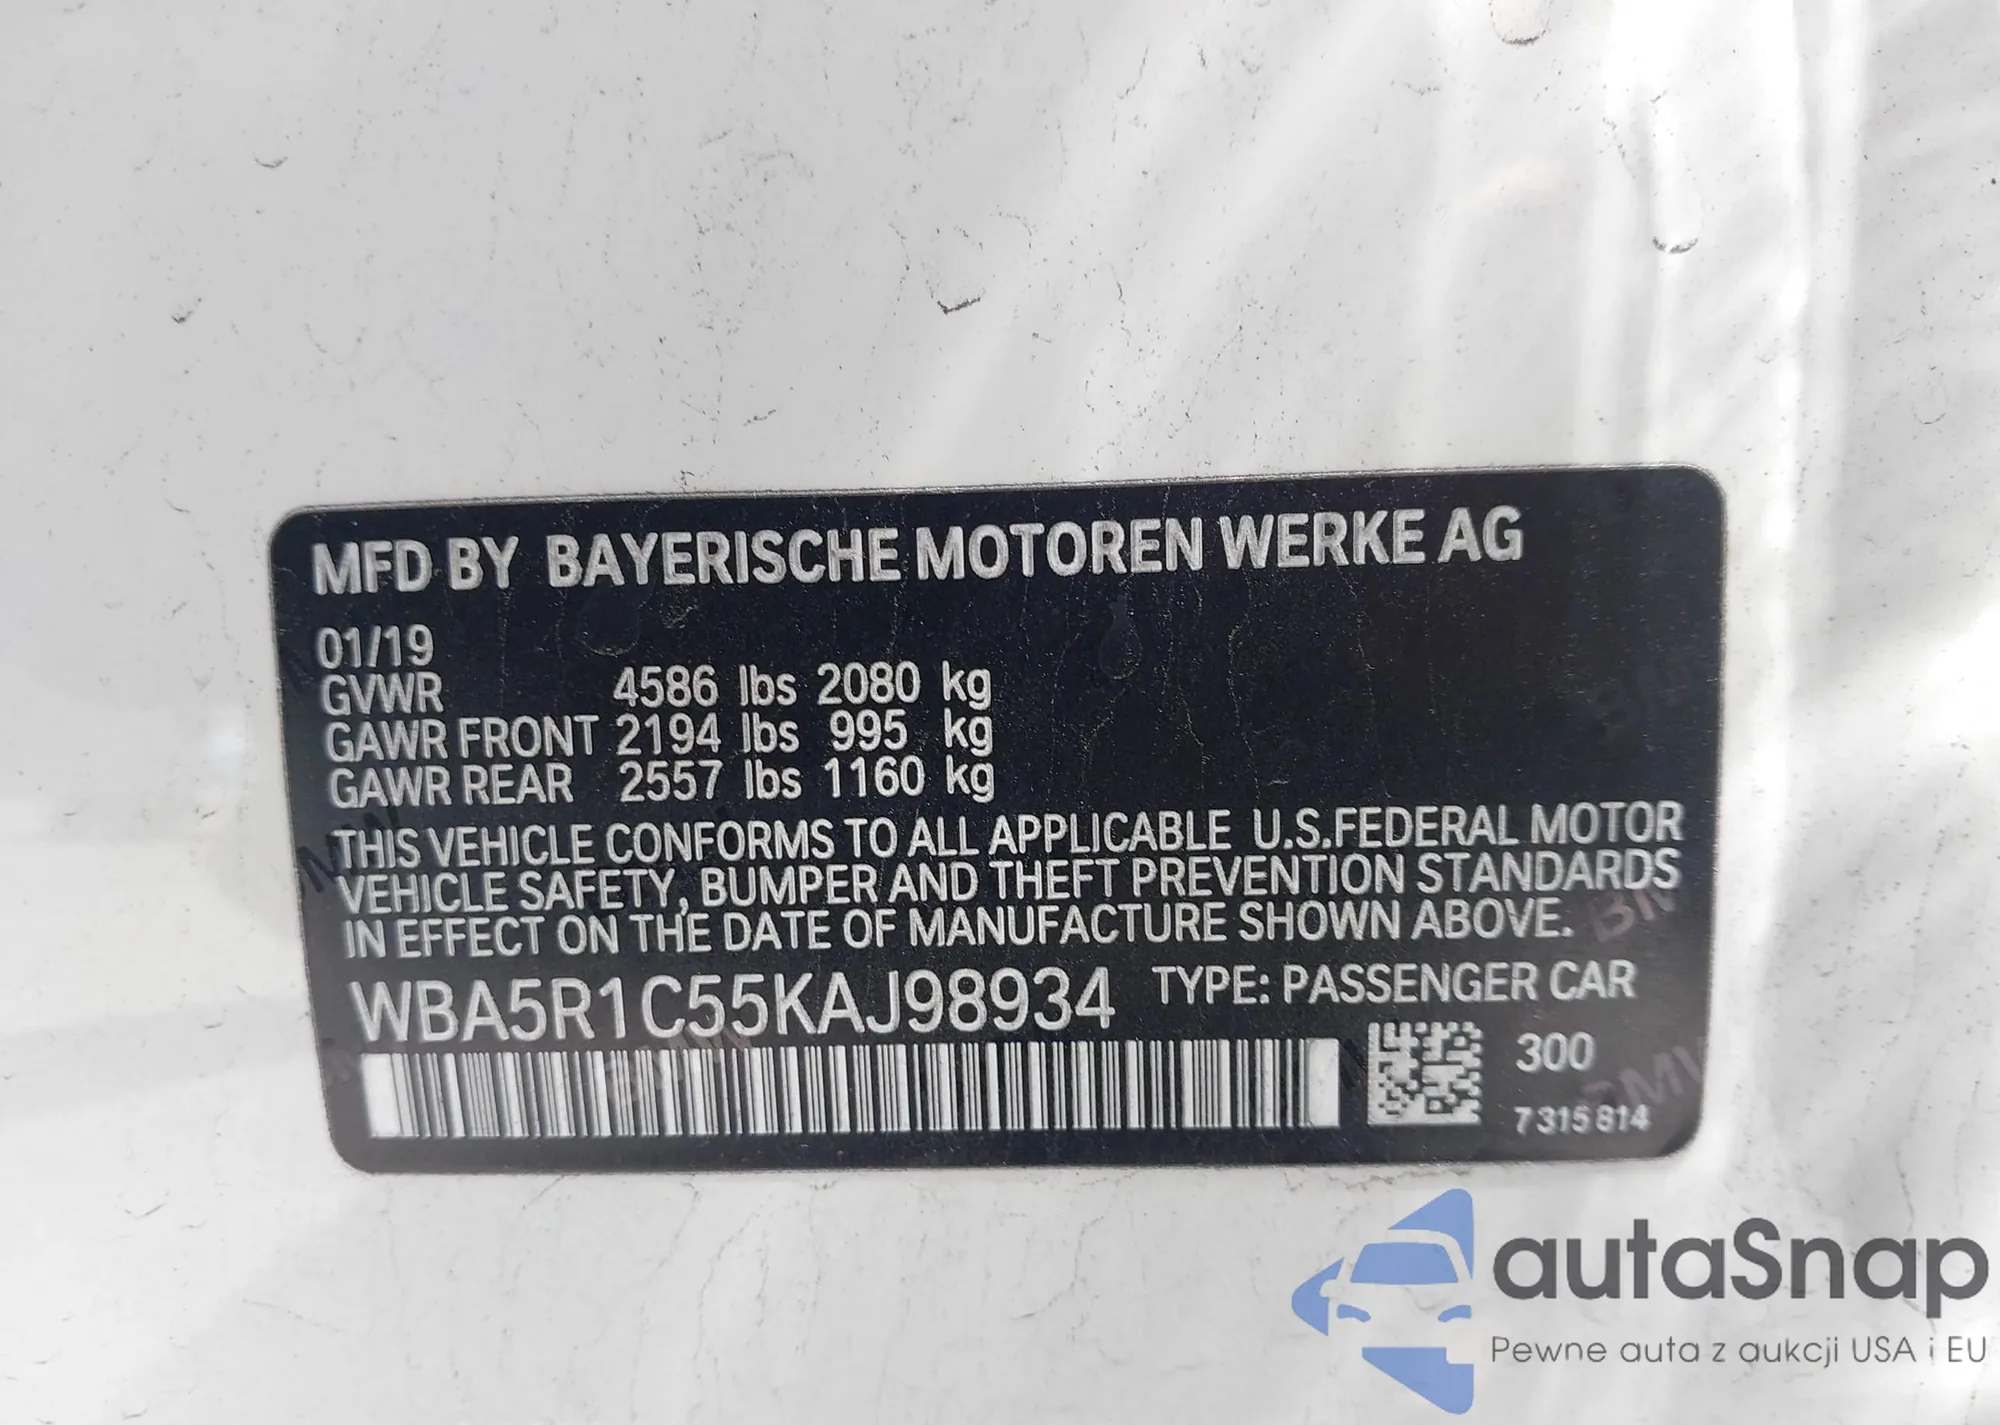 MFD BY BAYERISCHE MOTOREN WERKE AG
01/19
GVWR 4586 lbs 2080 kg
GAWR FRONT 2194 lbs 995 kg
GAWR REAR 2557 lbs 1160 kg
THIS VEHICLE CONFORMS TO ALL APPLICABLE U.S.FEDERAL MOTOR
VEHICLE SAFETY, BUMPER AND THEFT PREVENTION STANDARDS
IN EFFECT ON THE DATE OF MANUFACTURE SHOWN ABOVE.
WBA5R1C55KAJ98934 TYPE: PASSENGER CAR
300
7 315 814
autaSnap
Pewne auta z aukcji USA i EU